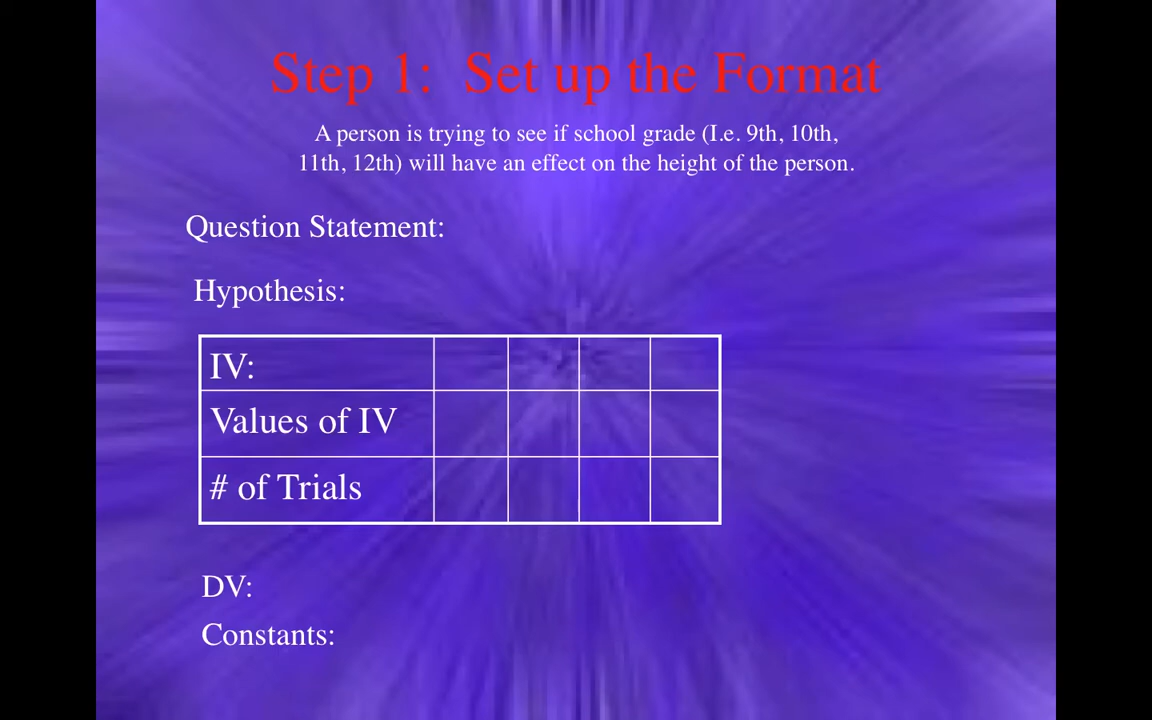 Step 1: Set up the Format
A person is trying to see if school grade (I.e. 9th, 10th,
11th, 12th) will have an effect on the height of the person.
Question Statement:
Hypothesis:
IV:
Values of IV
# of Trials
DV:
Constants: